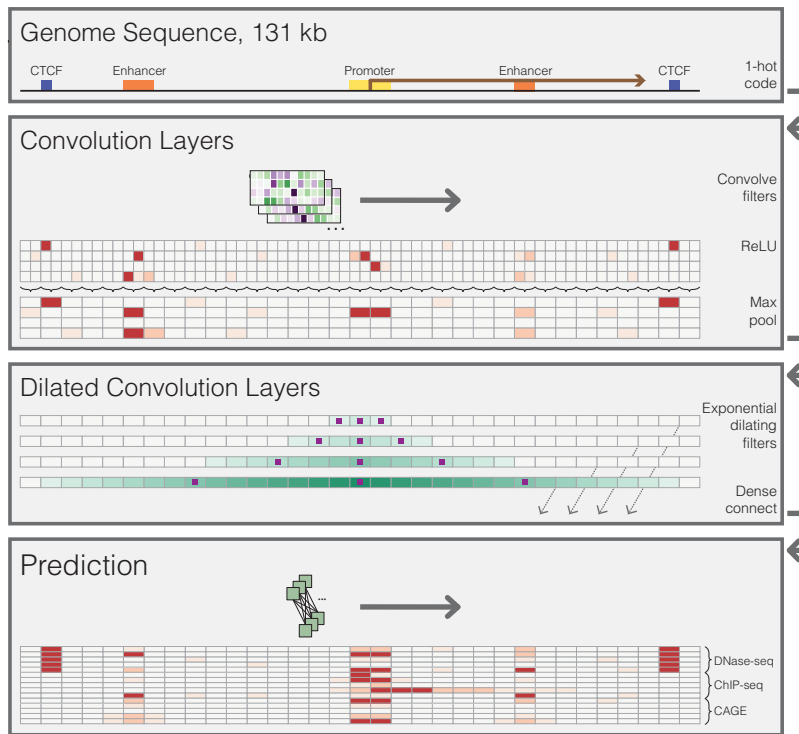 Genome Sequence, 131 kb
CTCF
Enhancer
Promoter
Enhancer
CTCF
1-hot
code
Convolution Layers
Convolve
filters
...
ReLU
Max
pool
Dilated Convolution Layers
Exponential
dilating
filters
Dense
connect
Prediction
...
DNase-seq
ChIP-seq
CAGE